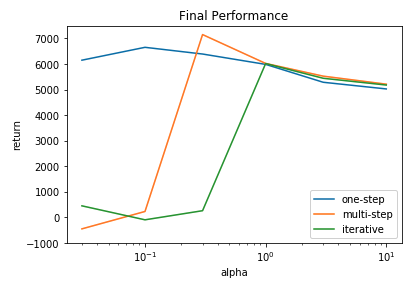 Final Performance
return
7000
6000
5000
4000
3000
2000
1000
0
−1000
one-step
multi-step
iterative
10⁻¹
10⁰
10¹
alpha